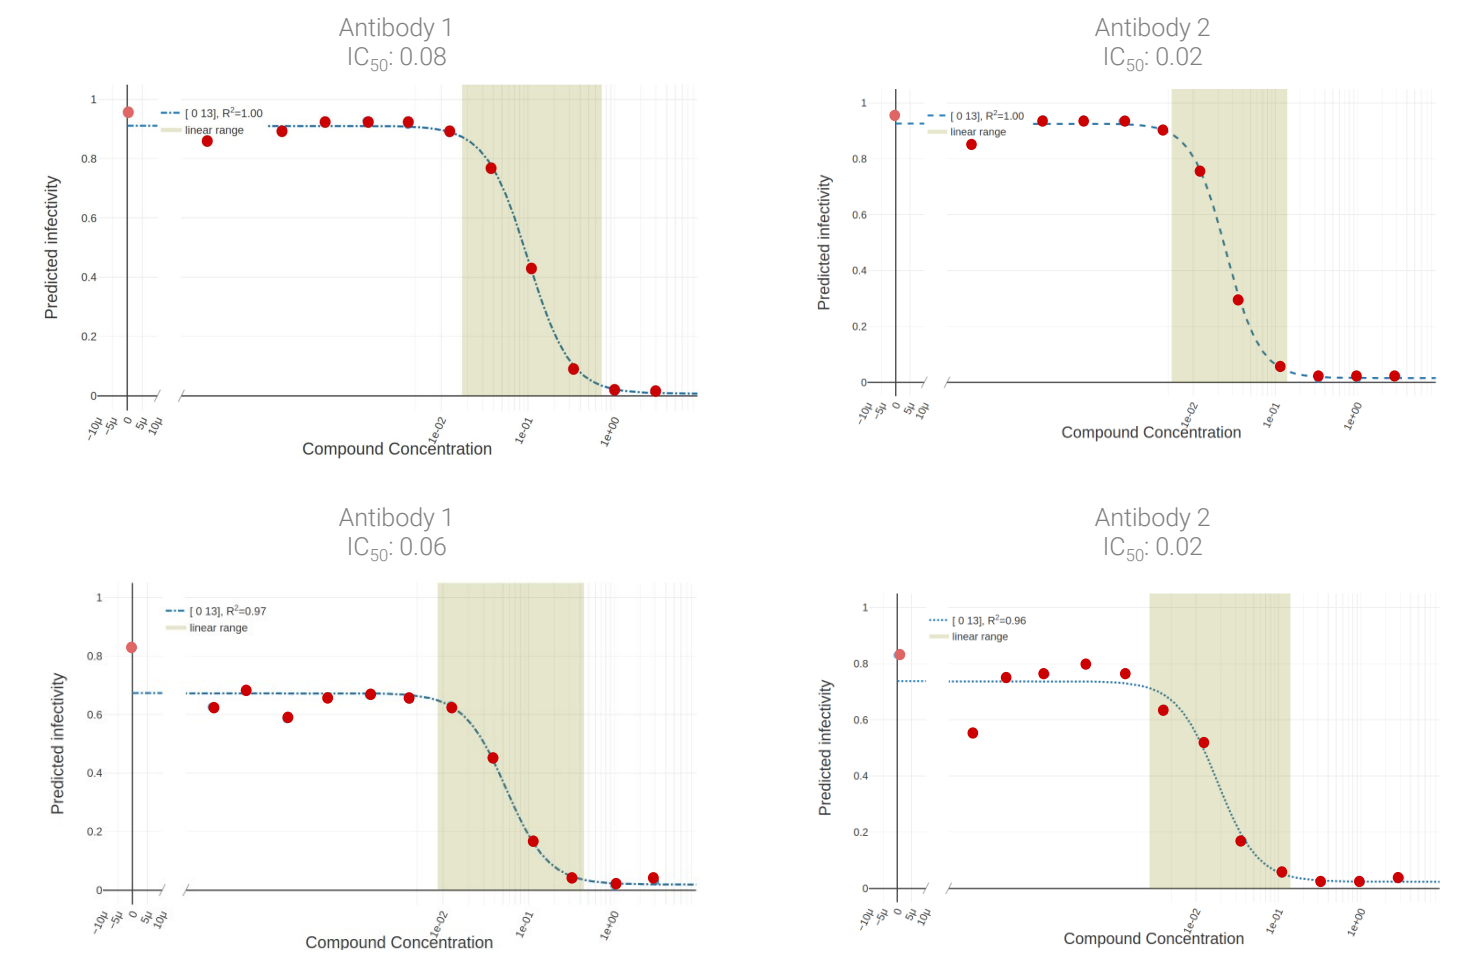 Antibody 1
IC50: 0.08
1
0.8
0.6
0.4
0.2
0
Predicted infectivity
[ 0 13], R2=1.00
linear range
−10µ
−5µ
0
5µ
10µ
1e-02
1e-01
1e+00
Compound Concentration
Antibody 2
IC50: 0.02
1
0.8
0.6
0.4
0.2
0
Predicted infectivity
[ 0 13], R2=1.00
linear range
−10µ
−5µ
0
5µ
10µ
1e-02
1e-01
1e+00
Compound Concentration
Antibody 1
IC50: 0.06
1
0.8
0.6
0.4
0.2
0
Predicted infectivity
[ 0 13], R2=0.97
linear range
−10µ
−5µ
0
5µ
10µ
1e-02
1e-01
1e+00
Compound Concentration
Antibody 2
IC50: 0.02
1
0.8
0.6
0.4
0.2
0
Predicted infectivity
[ 0 13], R2=0.96
linear range
−10µ
−5µ
0
5µ
10µ
1e-02
1e-01
1e+00
Compound Concentration